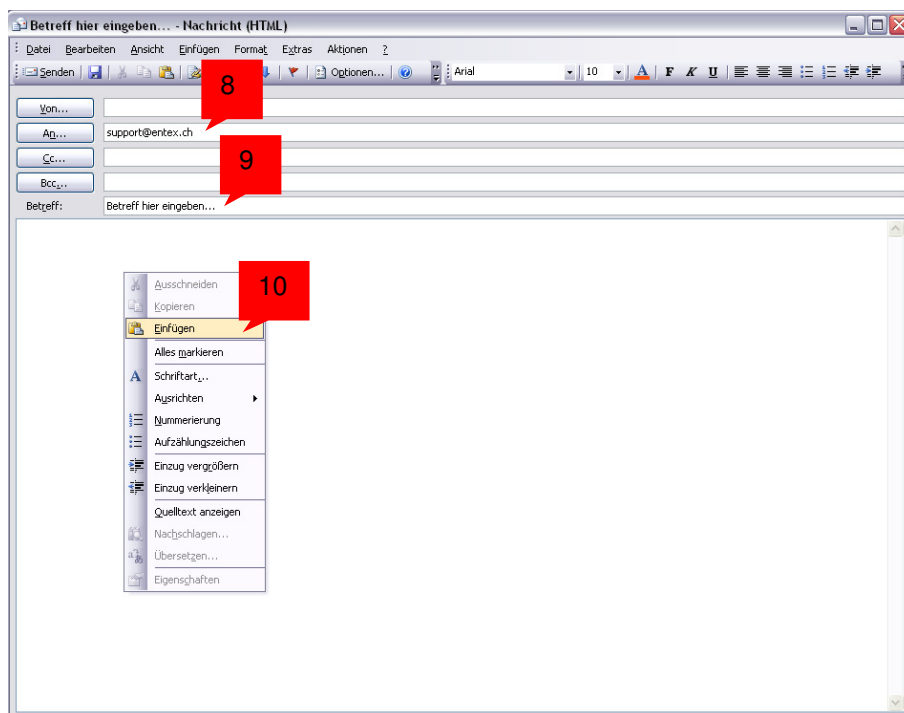 Betreff hier eingeben... - Nachricht (HTML)
Datei Bearbeiten Ansicht Einfügen Format Extras Aktionen ?
Senden Optionen... Arial 10 A F K U
8
Von...
An... support@entex.ch
Cc...
9
Bcc...
Betreff: Betreff hier eingeben...
Ausschneiden
10
Kopieren
Einfügen
Alles markieren
A Schriftart...
Ausrichten
Nummerierung
Aufzählungszeichen
Einzug vergrößern
Einzug verkleinern
Quelltext anzeigen
Nachschlagen...
Übersetzen...
Eigenschaften